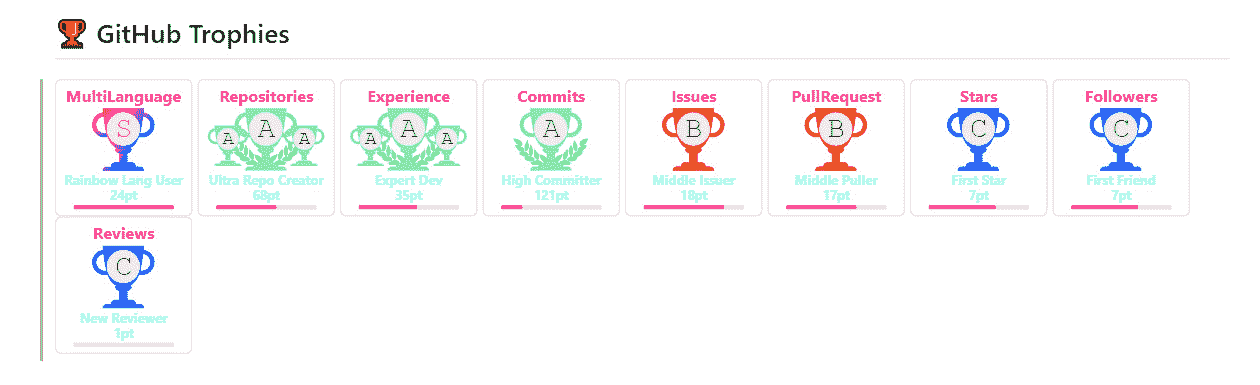 GitHub Trophies
MultiLanguage
S
Rainbow Lang User
24pt
Repositories
A A A
Ultra Repo Creator
68pt
Experience
A A A
Expert Dev
35pt
Commits
A
High Committer
121pt
Issues
B
Middle Issuer
18pt
PullRequest
B
Middle Puller
17pt
Stars
C
First Star
7pt
Followers
C
First Friend
7pt
Reviews
C
New Reviewer
1pt